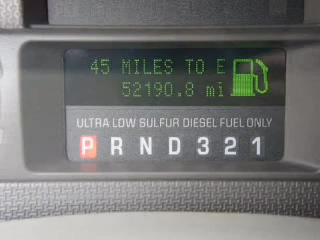 45 MILES TO E
52190.8 mi
ULTRA LOW SULFUR DIESEL FUEL ONLY
P R N D 3 2 1